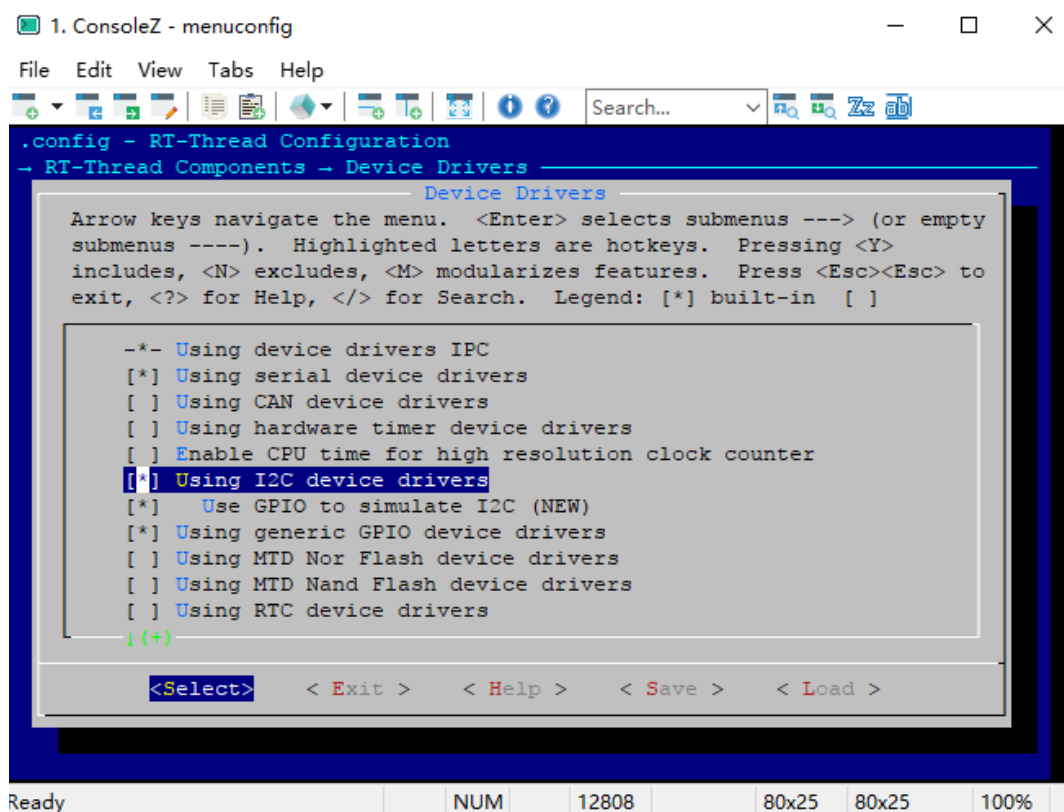 1. ConsoleZ - menuconfig
File Edit View Tabs Help
Search...
Zz ab
.config - RT-Thread Configuration
→ RT-Thread Components → Device Drivers
Device Drivers
Arrow keys navigate the menu. <Enter> selects submenus ---> (or empty
submenus ----). Highlighted letters are hotkeys. Pressing <Y>
includes, <N> excludes, <M> modularizes features. Press <Esc><Esc> to
exit, <?> for Help, </> for Search. Legend: [*] built-in [ ]
-*- Using device drivers IPC
[*] Using serial device drivers
[ ] Using CAN device drivers
[ ] Using hardware timer device drivers
[ ] Enable CPU time for high resolution clock counter
[*] Using I2C device drivers
[*] Use GPIO to simulate I2C (NEW)
[*] Using generic GPIO device drivers
[ ] Using MTD Nor Flash device drivers
[ ] Using MTD Nand Flash device drivers
[ ] Using RTC device drivers
↓(+)
<Select> < Exit > < Help > < Save > < Load >
Ready NUM 12808 80x25 80x25 100%